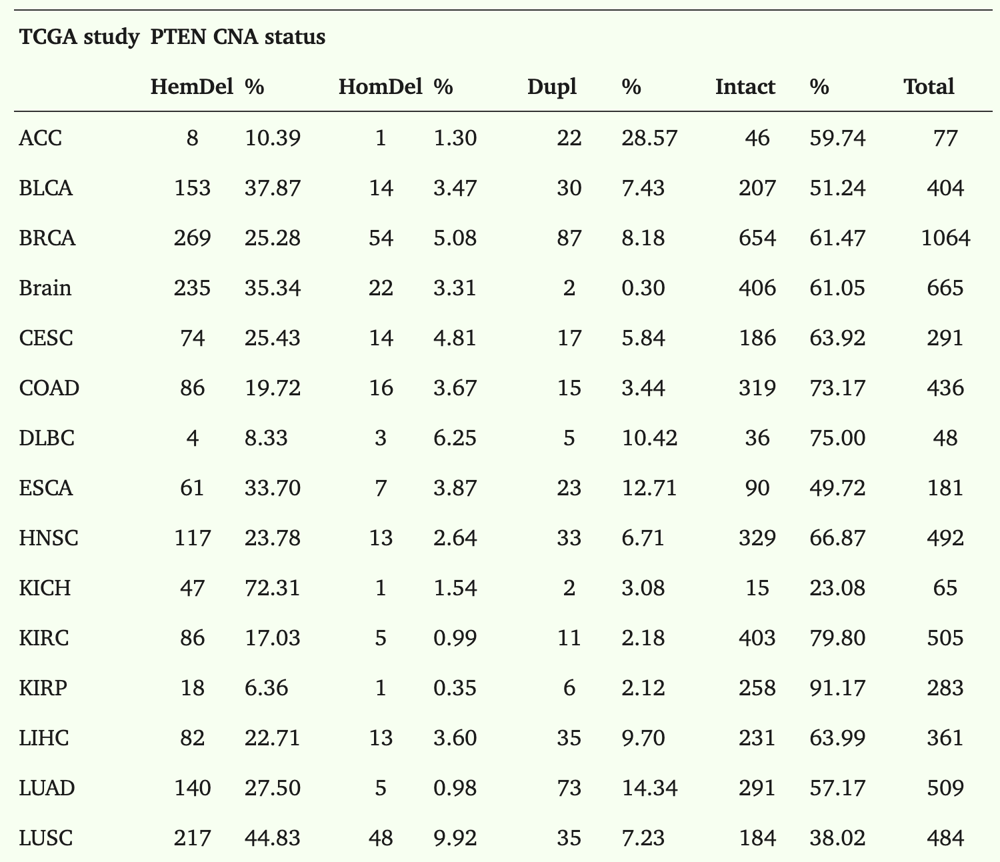 TCGA study PTEN CNA status
HemDel % HomDel % Dupl % Intact % Total
ACC 8 10.39 1 1.30 22 28.57 46 59.74 77
BLCA 153 37.87 14 3.47 30 7.43 207 51.24 404
BRCA 269 25.28 54 5.08 87 8.18 654 61.47 1064
Brain 235 35.34 22 3.31 2 0.30 406 61.05 665
CESC 74 25.43 14 4.81 17 5.84 186 63.92 291
COAD 86 19.72 16 3.67 15 3.44 319 73.17 436
DLBC 4 8.33 3 6.25 5 10.42 36 75.00 48
ESCA 61 33.70 7 3.87 23 12.71 90 49.72 181
HNSC 117 23.78 13 2.64 33 6.71 329 66.87 492
KICH 47 72.31 1 1.54 2 3.08 15 23.08 65
KIRC 86 17.03 5 0.99 11 2.18 403 79.80 505
KIRP 18 6.36 1 0.35 6 2.12 258 91.17 283
LIHC 82 22.71 13 3.60 35 9.70 231 63.99 361
LUAD 140 27.50 5 0.98 73 14.34 291 57.17 509
LUSC 217 44.83 48 9.92 35 7.23 184 38.02 484